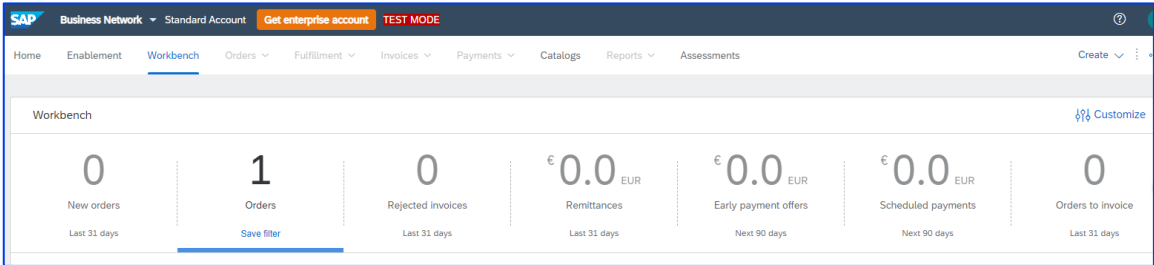 SAP Business Network Standard Account Get enterprise account TEST MODE
Home Enablement Workbench Orders Fulfillment Invoices Payments Catalogs Reports Assessments Create
Workbench Customize
0 1 0 € 0.0 EUR € 0.0 EUR € 0.0 EUR 0
New orders Orders Rejected invoices Remittances Early payment offers Scheduled payments Orders to invoice
Last 31 days Save filter Last 31 days Last 31 days Next 90 days Next 90 days Last 31 days